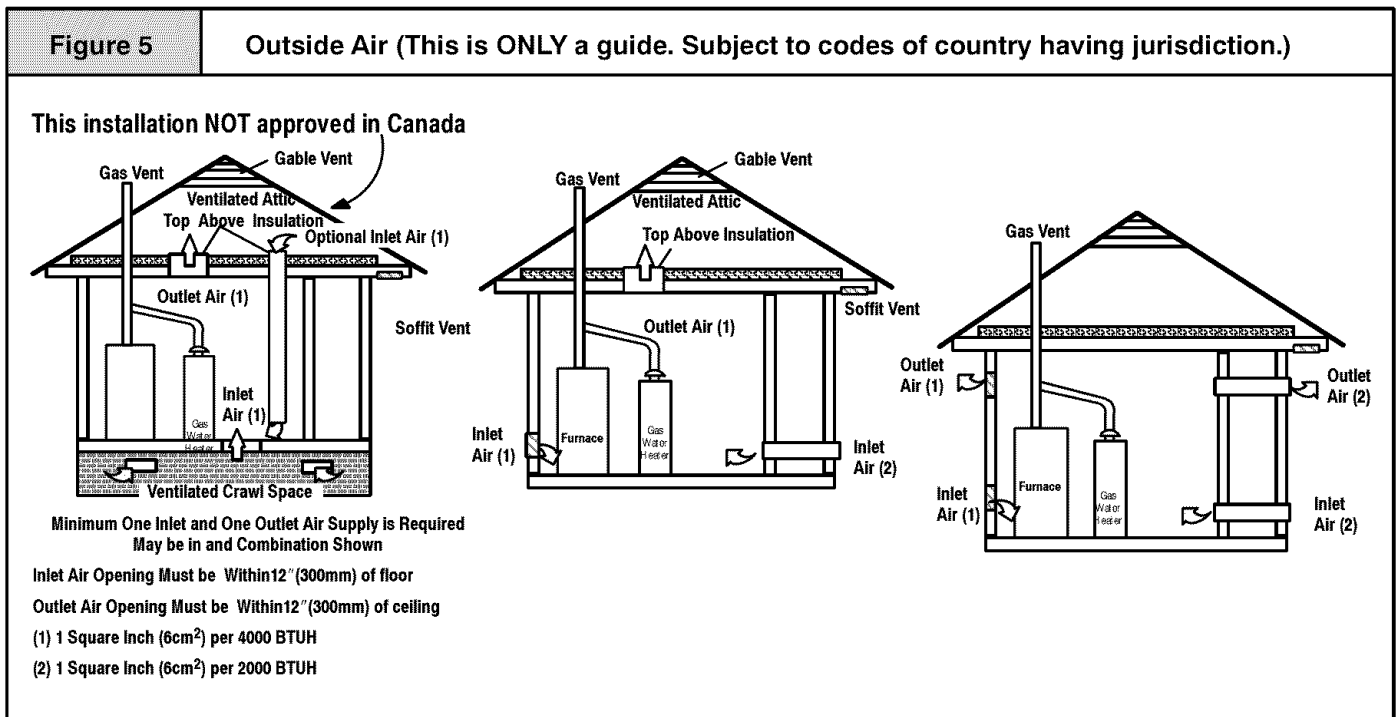 Figure 5
Outside Air (This is ONLY a guide. Subject to codes of country having jurisdiction.)
This installation NOT approved in Canada
Gable Vent
Gas Vent
Ventilated Attic
Top Above Insulation
Optional Inlet Air (1)
Outlet Air (1)
Soffit Vent
Inlet
Air (1)
Gas
Water
Heater
Ventilated Crawl Space
Gas Vent
Gable Vent
Ventilated Attic
Top Above Insulation
Soffit Vent
Outlet Air (1)
Inlet
Air (1)
Furnace
Gas
Water
Heater
Inlet
Air (2)
Gas Vent
Outlet
Air (1)
Outlet
Air (2)
Inlet
Air (1)
Furnace
Gas
Water
Heater
Inlet
Air (2)
Minimum One Inlet and One Outlet Air Supply is Required
May be in and Combination Shown
Inlet Air Opening Must be Within12″(300mm) of floor
Outlet Air Opening Must be Within12″(300mm) of ceiling
(1) 1 Square Inch (6cm²) per 4000 BTUH
(2) 1 Square Inch (6cm²) per 2000 BTUH